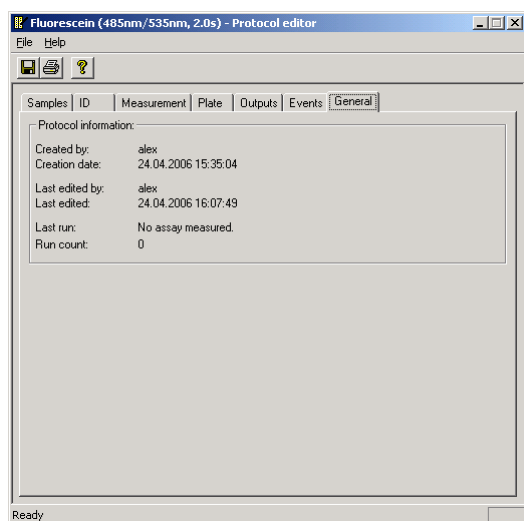 Fluorescein (485nm/535nm, 2.0s) - Protocol editor
File Help
Samples ID Measurement Plate Outputs Events General
Protocol information:
Created by: alex
Creation date: 24.04.2006 15:35:04
Last edited by: alex
Last edited: 24.04.2006 16:07:49
Last run: No assay measured.
Run count: 0
Ready